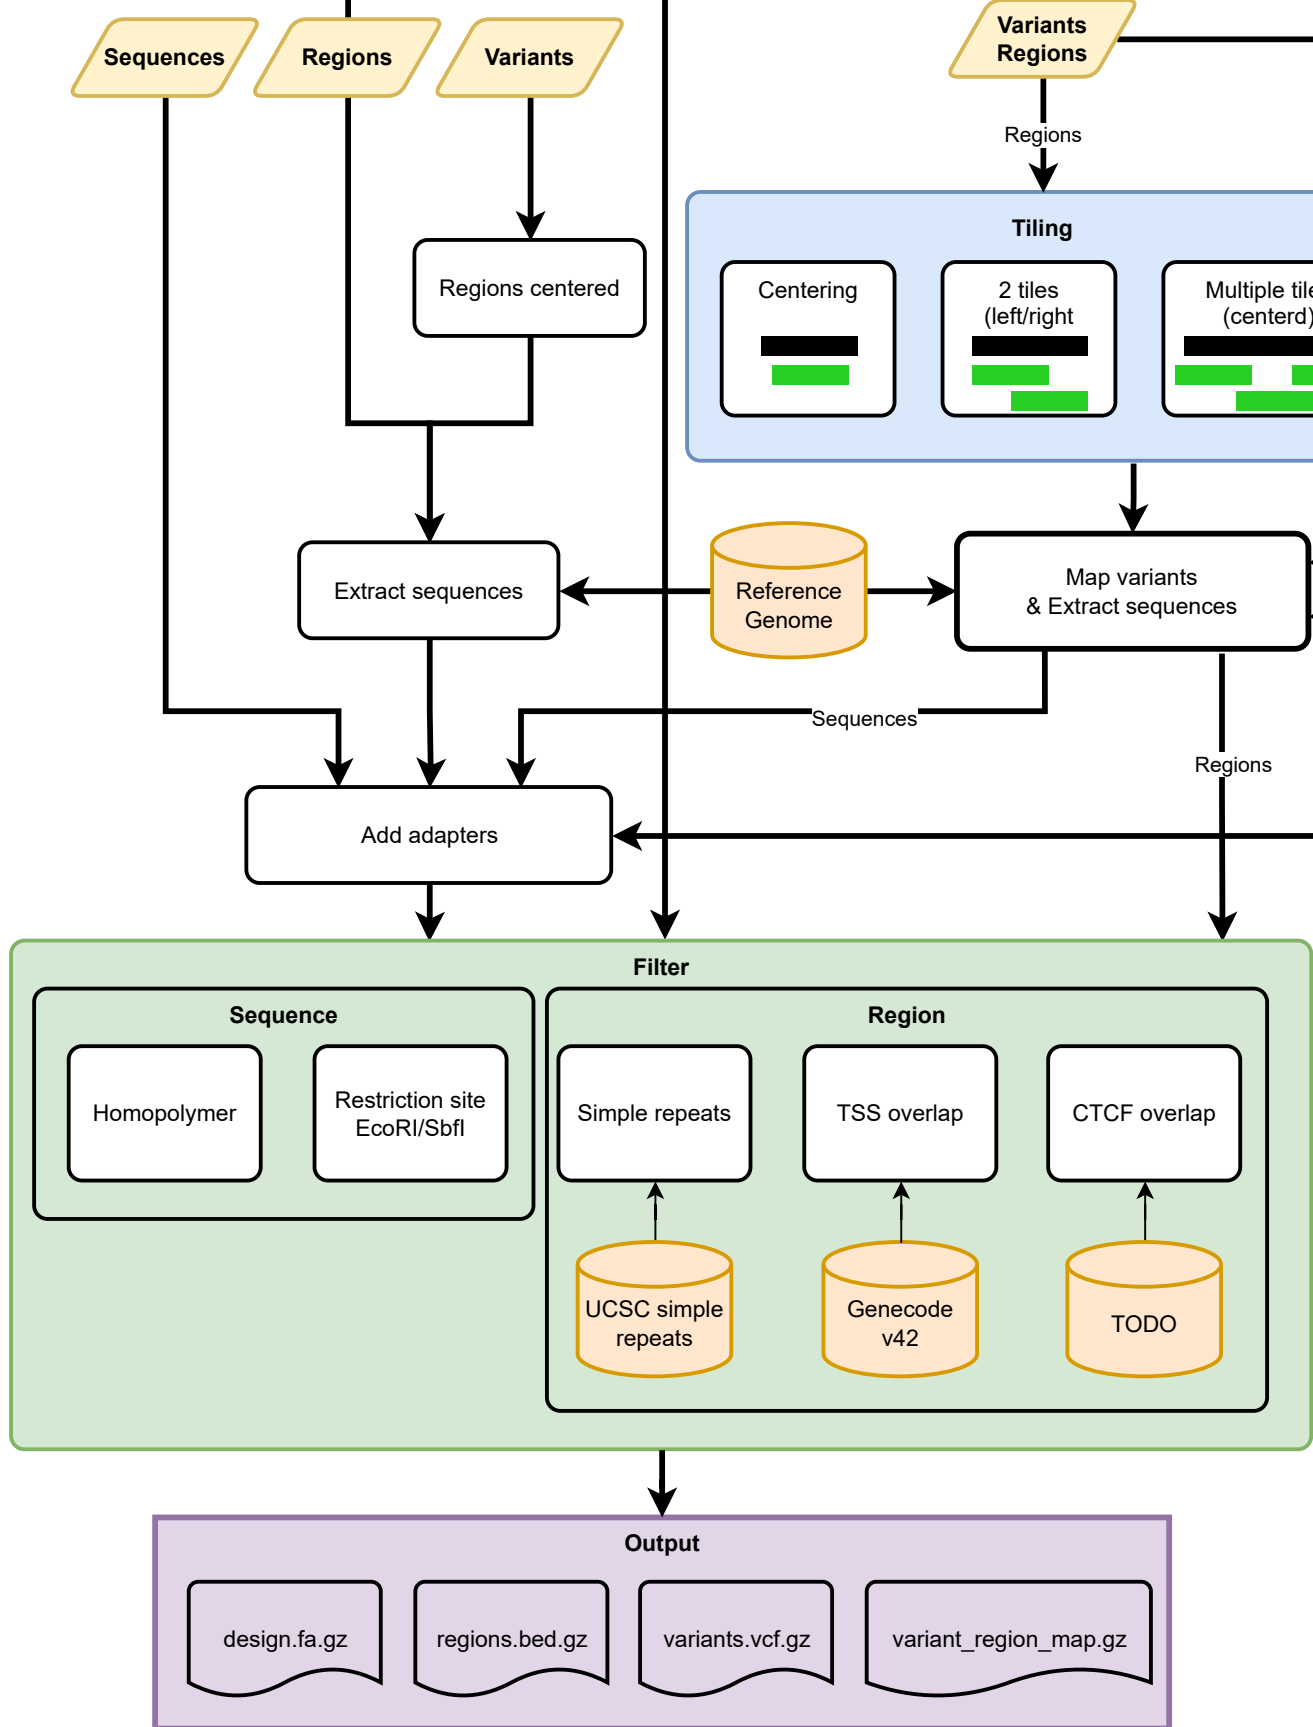 Sequences
Regions
Variants
Variants
Regions
Regions
Tiling
Centering
2 tiles
(left/right
Multiple tile
(centerd)
Regions centered
Extract sequences
Reference
Genome
Map variants
& Extract sequences
Sequences
Regions
Add adapters
Filter
Sequence
Region
Homopolymer
Restriction site
EcoRI/SbfI
Simple repeats
TSS overlap
CTCF overlap
UCSC simple
repeats
Genecode
v42
TODO
Output
design.fa.gz
regions.bed.gz
variants.vcf.gz
variant_region_map.gz